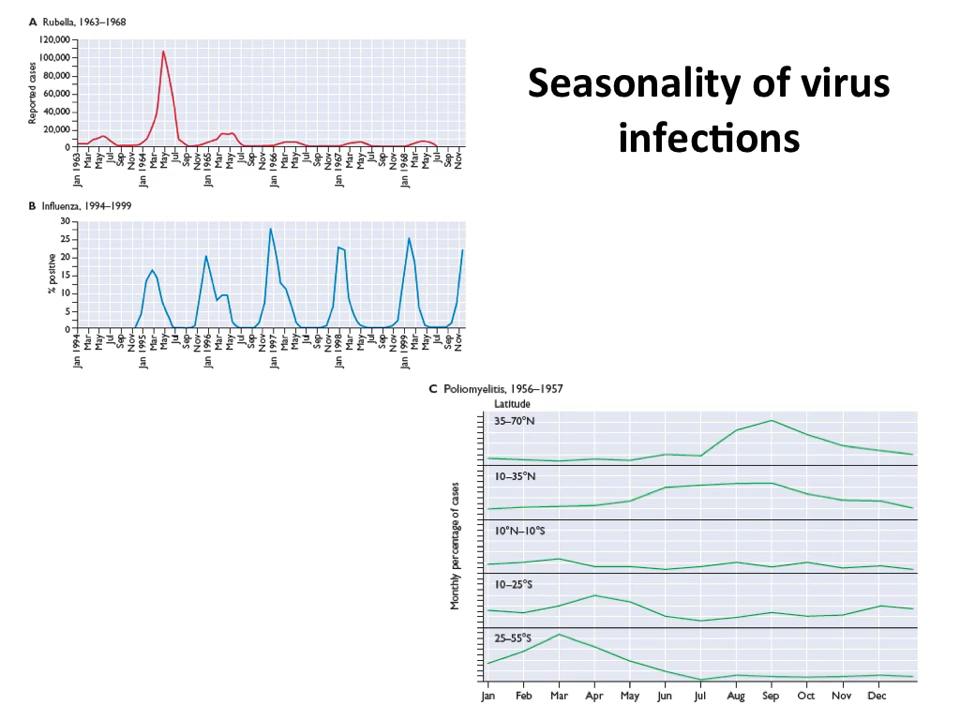 A Rubella, 1963–1968
120,000
100,000
80,000
60,000
40,000
20,000
0
Reported cases
Jan 1963 Mar May Jul Sep Nov Jan 1964 Mar May Jul Sep Nov Jan 1965 Mar May Jul Sep Nov Jan 1966 Mar May Jul Sep Nov Jan 1967 Mar May Jul Sep Nov Jan 1968 Mar May Jul Sep Nov
Seasonality of virus
infections
B Influenza, 1994–1999
30
25
20
15
10
5
0
% positive
Jan 1994 Mar May Jul Sep Nov Jan 1995 Mar May Jul Sep Nov Jan 1996 Mar May Jul Sep Nov Jan 1997 Mar May Jul Sep Nov Jan 1998 Mar May Jul Sep Nov Jan 1999 Mar May Jul Sep Nov
C Poliomyelitis, 1956–1957
Latitude
35–70°N
10–35°N
10°N–10°S
10–25°S
25–55°S
Monthly percentage of cases
Jan Feb Mar Apr May Jun Jul Aug Sep Oct Nov Dec